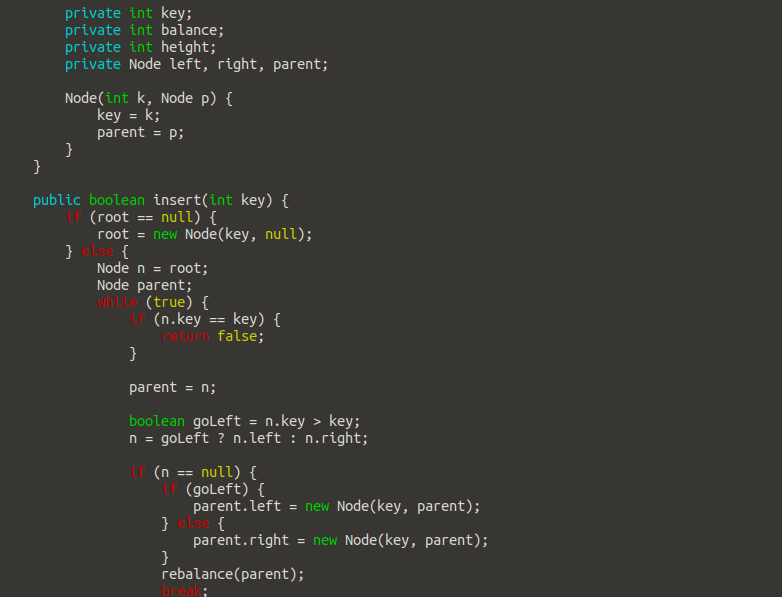 private int key;
private int balance;
private int height;
private Node left, right, parent;
Node(int k, Node p) {
key = k;
parent = p;
}
}
public boolean insert(int key) {
if (root == null) {
root = new Node(key, null);
} else {
Node n = root;
Node parent;
while (true) {
if (n.key == key) {
return false;
}
parent = n;
boolean goLeft = n.key > key;
n = goLeft ? n.left : n.right;
if (n == null) {
if (goLeft) {
parent.left = new Node(key, parent);
} else {
parent.right = new Node(key, parent);
}
rebalance(parent);
break;